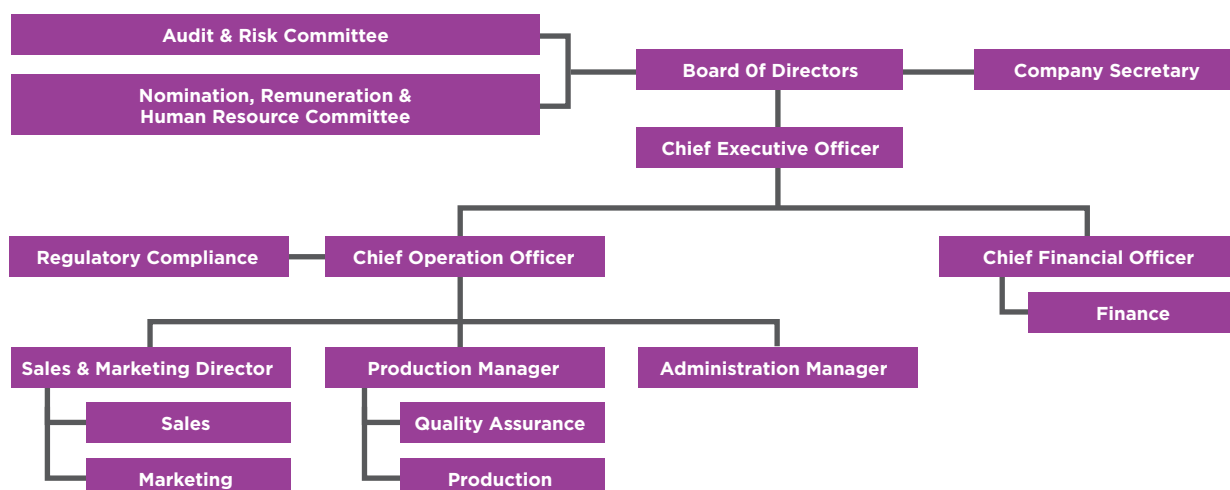 Audit & Risk Committee
Board 0f Directors
Company Secretary
Nomination, Remuneration &
Human Resource Committee
Chief Executive Officer
Regulatory Compliance
Chief Operation Officer
Chief Financial Officer
Finance
Sales & Marketing Director
Production Manager
Administration Manager
Sales
Quality Assurance
Marketing
Production